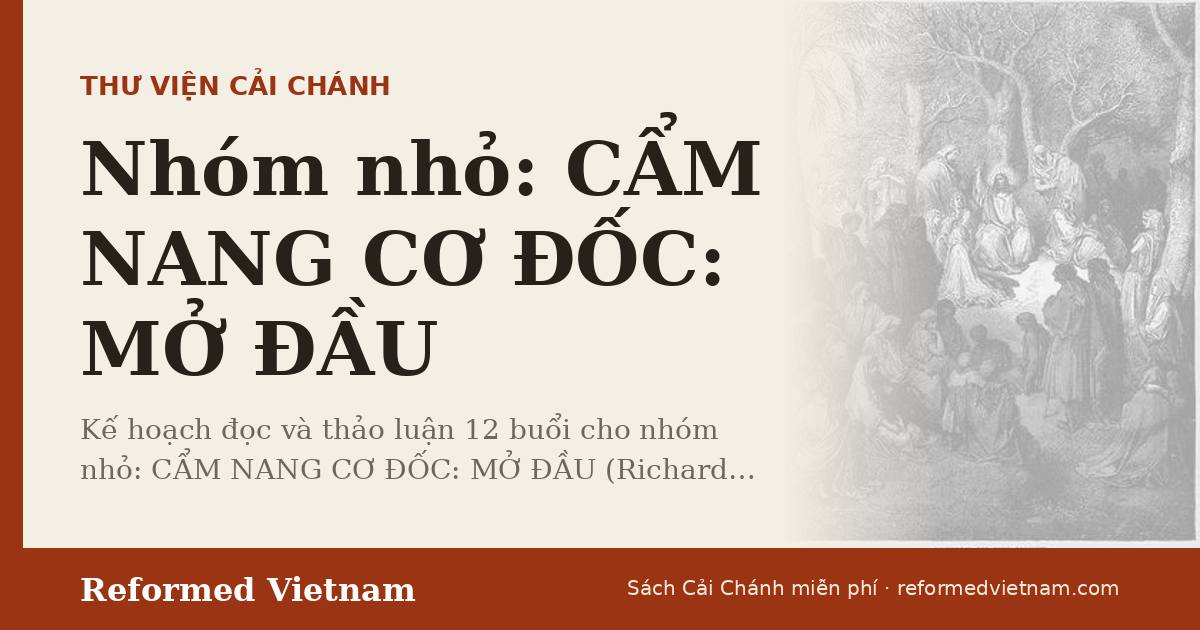 THƯ VIỆN CẢI CHÁNH
Nhóm nhỏ: CẨM
NANG CƠ ĐỐC:
MỞ ĐẦU
Kế hoạch đọc và thảo luận 12 buổi cho nhóm
nhỏ: CẨM NANG CƠ ĐỐC: MỞ ĐẦU (Richard…
Reformed Vietnam
Sách Cải Chánh miễn phí · reformedvietnam.com